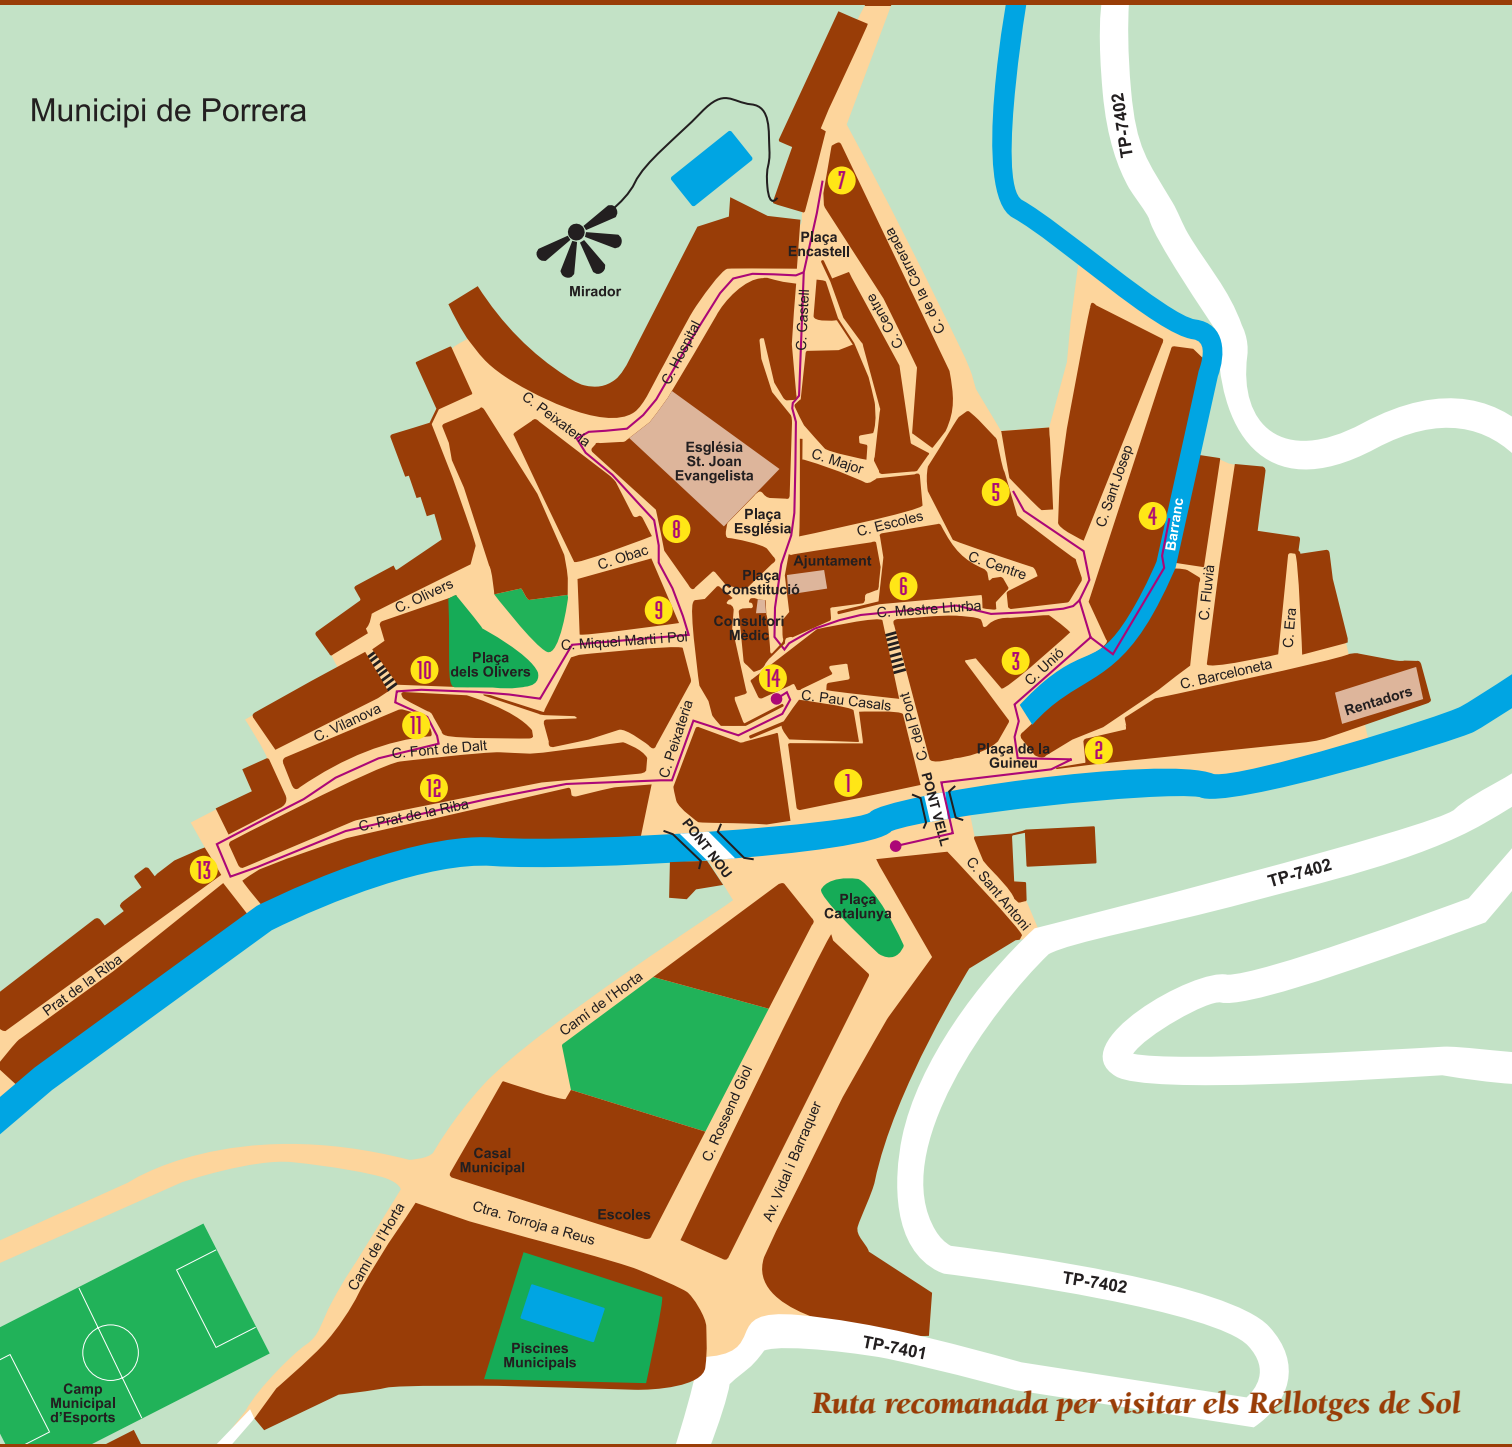 Municipi de Porrera
TP-7402
7
Plaça
Encastell
C. de la Carrerada
Mirador
C. Centre
C. Castell
C. Hospital
C. Peixateria
Església
St. Joan
Evangelista
C. Major
C. Sant Josep
5
4
Barranc
Plaça
Església
8
C. Escoles
C. Obac
Ajuntament
C. Centre
Plaça
Constitució
6
C. Olivers
C. Fluvia
9
C. Mestre Llurba
Consultori
Mèdic
C. Era
C. Miquel Marti i Pol
Plaça
dels Olivers
10
3
C. Unió
14
C. Barceloneta
C. Pau Casals
Rentadors
C. Vilanova
11
C. del Pont
C. Peixateria
C. Font de Dalt
Plaça de la
Guineu
2
12
1
C. Prat de la Riba
PONT VELL
PONT NOU
13
TP-7402
C. Sant Antoni
Plaça
Catalunya
Prat de la Riba
Camí de l'Horta
C. Rossend Giol
Av. Vidal i Barraquer
Casal
Municipal
Escoles
Ctra. Torroja a Reus
Camí de l'Horta
TP-7402
Piscines
Municipals
TP-7401
Camp
Municipal
d'Esports
Ruta recomanada per visitar els Rellotges de Sol